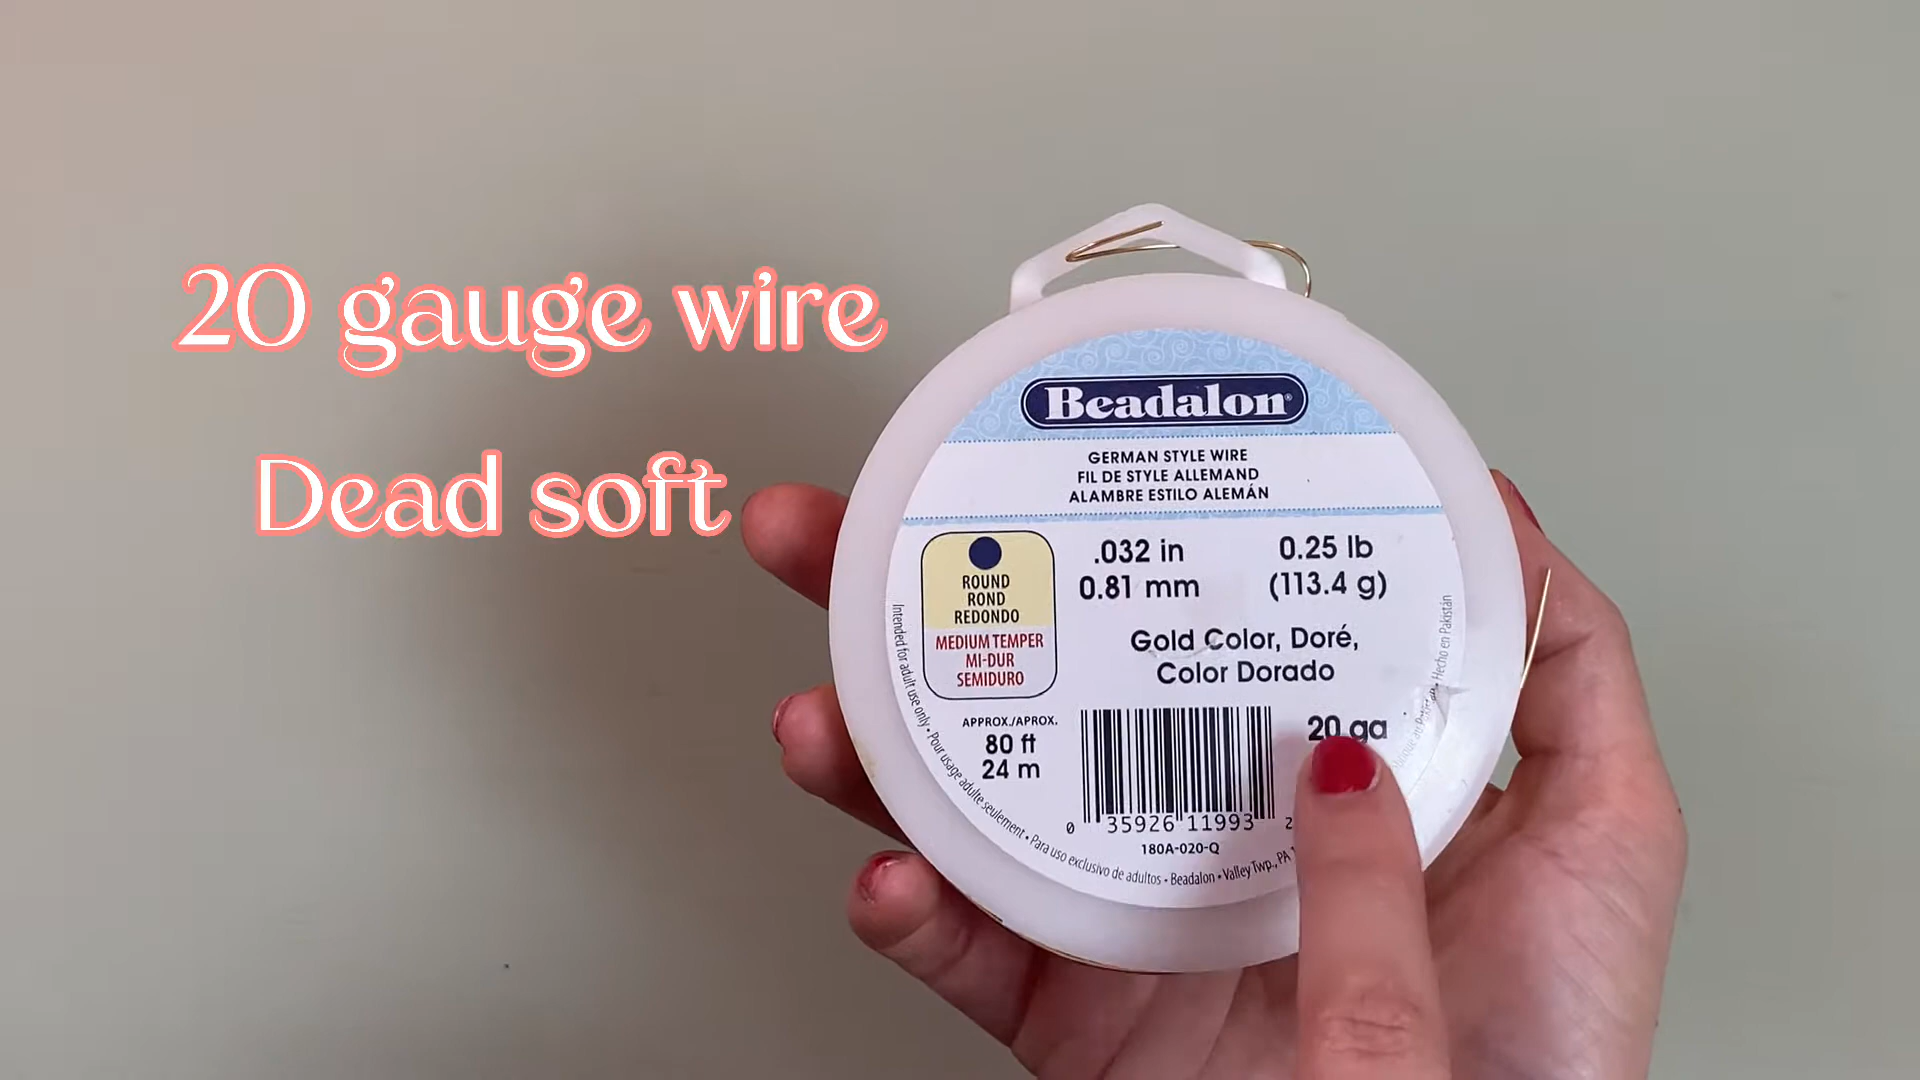 20 gauge wire
Dead soft
Beadalon®
GERMAN STYLE WIRE
FIL DE STYLE ALLEMAND
ALAMBRE ESTILO ALEMÁN
ROUND
ROND
REDONDO
MEDIUM TEMPER
MI-DUR
SEMIDURO
.032 in
0.81 mm
0.25 lb
(113.4 g)
Gold Color, Doré,
Color Dorado
APPROX./APROX.
80 ft
24 m
20 ga
0 35926 11993 2
180A-020-Q
Intended for adult use only • Pour usage adulte seulement • Para uso exclusivo de adultos • Beadalon • Valley Twp., PA
Hecho en Pakistán